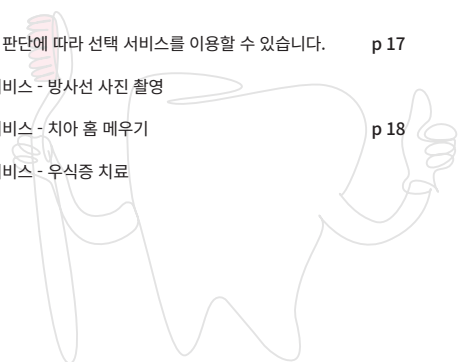 판단에 따라 선택 서비스를 이용할 수 있습니다. p 17
비스 - 방사선 사진 촬영
비스 - 치아 홈 메우기 p 18
비스 - 우식증 치료